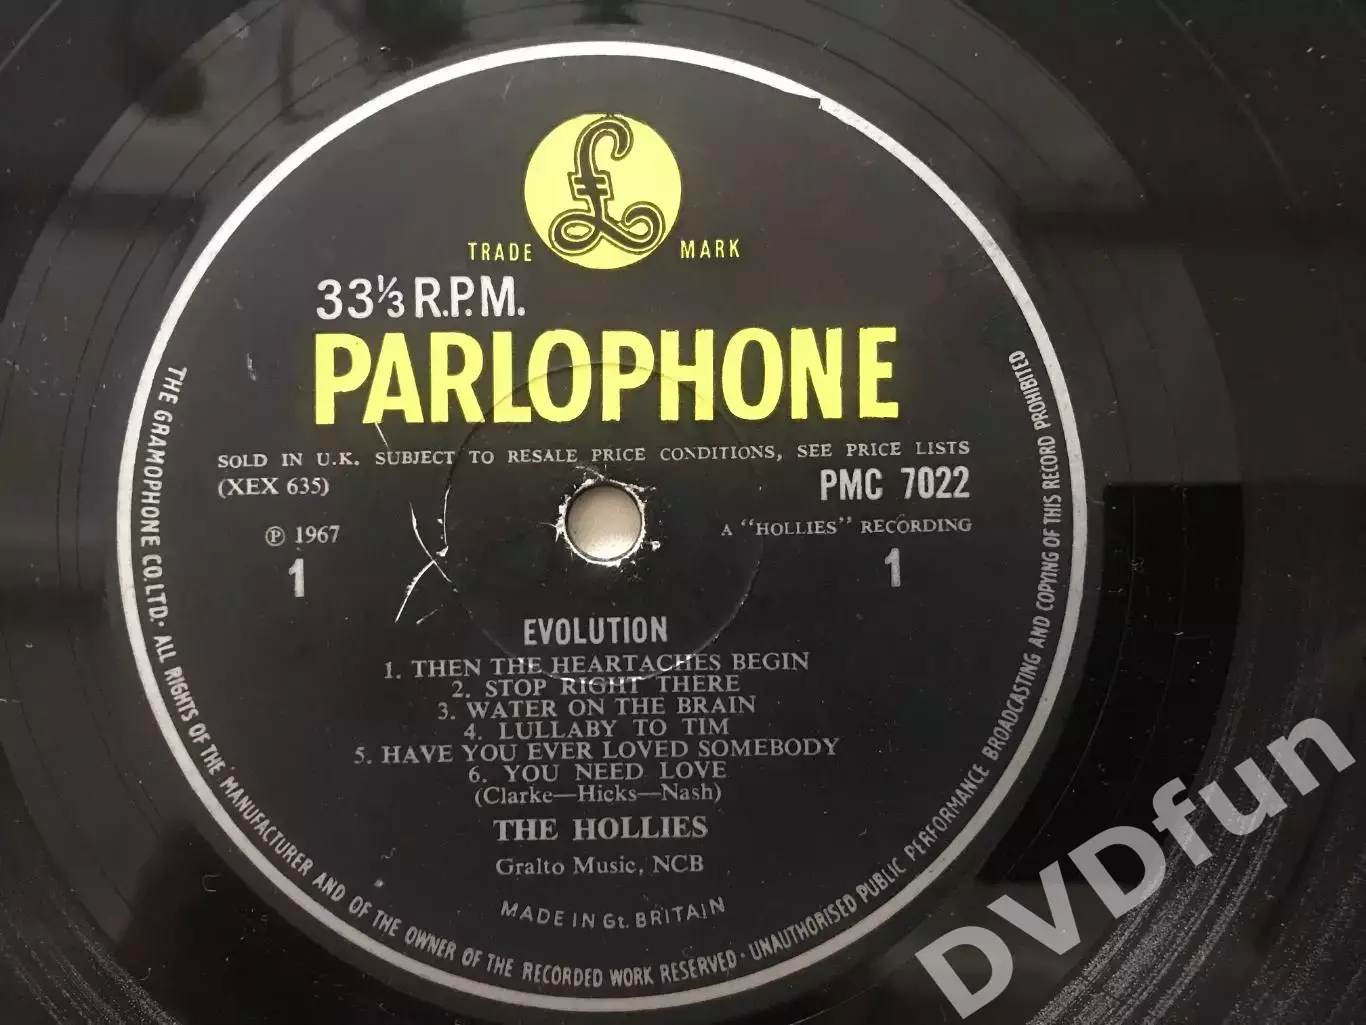 TRADE MARK
33⅓ R.P.M.
PARLOPHONE
SOLD IN U.K. SUBJECT TO RESALE PRICE CONDITIONS, SEE PRICE LISTS
(XEX 635) PMC 7022
℗ 1967 A "HOLLIES" RECORDING
1 1
EVOLUTION
1. THEN THE HEARTACHES BEGIN
2. STOP RIGHT THERE
3. WATER ON THE BRAIN
4. LULLABY TO TIM
5. HAVE YOU EVER LOVED SOMEBODY
6. YOU NEED LOVE
(Clarke—Hicks—Nash)
THE HOLLIES
Gralto Music, NCB
MADE IN Gt. BRITAIN
THE GRAMOPHONE CO. LTD. · ALL RIGHTS OF THE MANUFACTURER AND OF THE OWNER OF THE RECORDED WORK RESERVED · UNAUTHORISED PUBLIC PERFORMANCE BROADCASTING AND COPYING OF THIS RECORD PROHIBITED
DVDfun